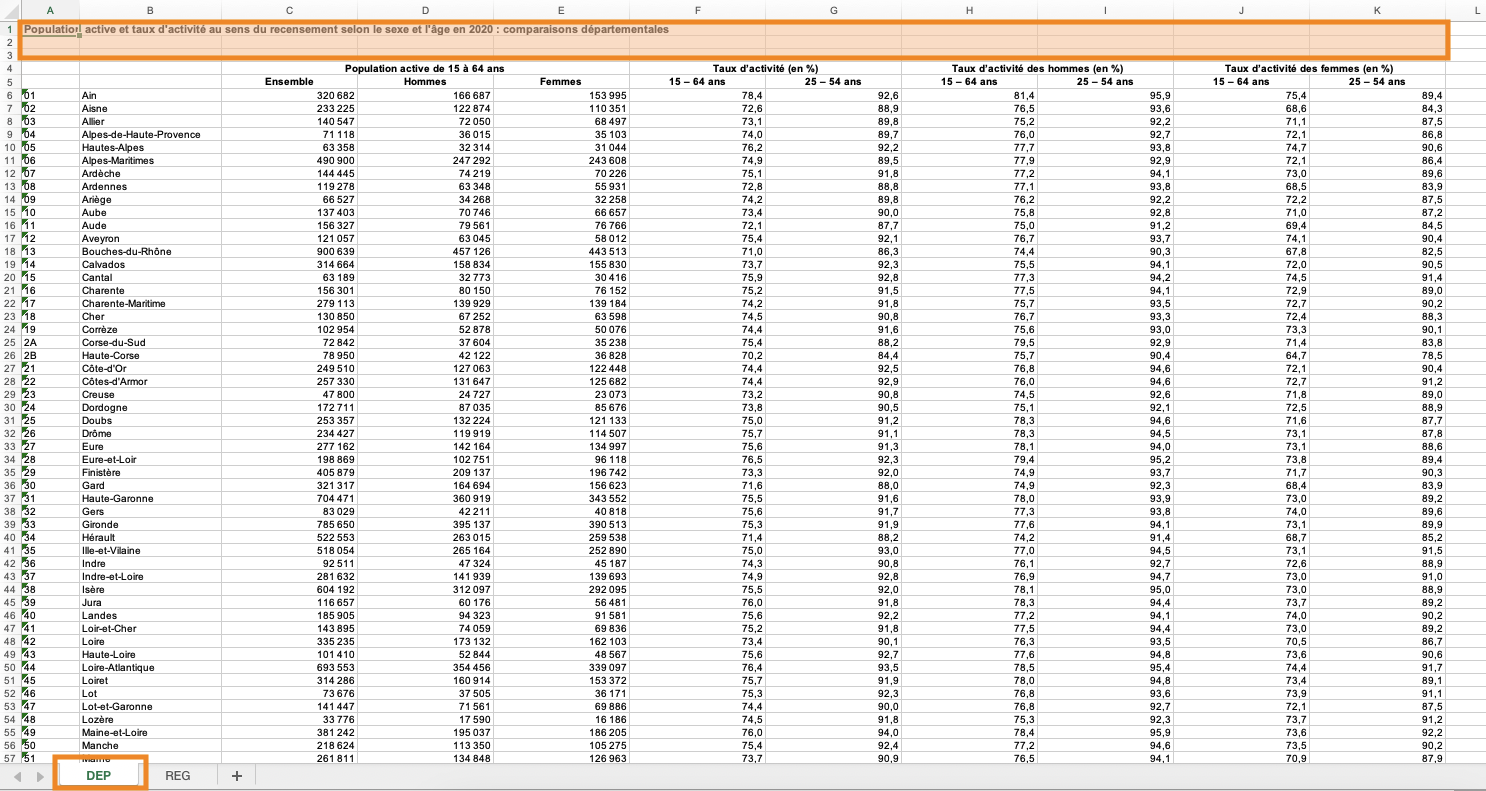 A B C D E F G H I J K L
1 Population active et taux d'activité au sens du recensement selon le sexe et l'âge en 2020 : comparaisons départementales
2
3
4 Population active de 15 à 64 ans Taux d'activité (en %) Taux d'activité des hommes (en %) Taux d'activité des femmes (en %)
5 Ensemble Hommes Femmes 15 – 64 ans 25 – 54 ans 15 – 64 ans 25 – 54 ans 15 – 64 ans 25 – 54 ans
6 01 Ain 320 682 166 687 153 995 78,4 92,6 81,4 95,9 75,4 89,4
7 02 Aisne 233 225 122 874 110 351 72,6 88,9 76,5 93,6 68,6 84,3
8 03 Allier 140 547 72 050 68 497 73,1 89,8 75,2 92,2 71,1 87,5
9 04 Alpes-de-Haute-Provence 71 118 36 015 35 103 74,0 89,7 76,0 92,7 72,1 86,8
10 05 Hautes-Alpes 63 358 32 314 31 044 76,2 92,2 77,7 93,8 74,7 90,6
11 06 Alpes-Maritimes 490 900 247 292 243 608 74,9 89,5 77,9 92,9 72,1 86,4
12 07 Ardèche 144 445 74 219 70 226 75,1 91,8 77,2 94,1 73,0 89,6
13 08 Ardennes 119 278 63 348 55 931 72,8 88,8 77,1 93,8 68,5 83,9
14 09 Ariège 66 527 34 268 32 258 74,2 89,8 76,2 92,2 72,2 87,5
15 10 Aube 137 403 70 746 66 657 73,4 90,0 75,8 92,8 71,0 87,2
16 11 Aude 156 327 79 561 76 766 72,1 87,7 75,0 91,2 69,4 84,5
17 12 Aveyron 121 057 63 045 58 012 75,4 92,1 76,7 93,7 74,1 90,4
18 13 Bouches-du-Rhône 900 639 457 126 443 513 71,0 86,3 74,4 90,3 67,8 82,5
19 14 Calvados 314 664 158 834 155 830 73,7 92,3 75,5 94,1 72,0 90,5
20 15 Cantal 63 189 32 773 30 416 75,9 92,8 77,3 94,2 74,5 91,4
21 16 Charente 156 301 80 150 76 152 75,2 91,5 77,5 94,1 72,9 89,0
22 17 Charente-Maritime 279 113 139 929 139 184 74,2 91,8 75,7 93,5 72,7 90,2
23 18 Cher 130 850 67 252 63 598 74,5 90,8 76,7 93,3 72,4 88,3
24 19 Corrèze 102 954 52 878 50 076 74,4 91,6 75,6 93,0 73,3 90,1
25 2A Corse-du-Sud 72 842 37 604 35 238 75,4 88,2 79,5 92,9 71,4 83,8
26 2B Haute-Corse 78 950 42 122 36 828 70,2 84,4 75,7 90,4 64,7 78,5
27 21 Côte-d'Or 249 510 127 063 122 448 74,4 92,5 76,8 94,6 72,1 90,4
28 22 Côtes-d'Armor 257 330 131 647 125 682 74,4 92,9 76,0 94,6 72,7 91,2
29 23 Creuse 47 800 24 727 23 073 73,2 90,8 74,5 92,6 71,8 89,0
30 24 Dordogne 172 711 87 035 85 676 73,8 90,5 75,1 92,1 72,5 88,9
31 25 Doubs 253 357 132 224 121 133 75,0 91,2 78,3 94,6 71,6 87,7
32 26 Drôme 234 427 119 919 114 507 75,7 91,1 78,3 94,5 73,1 87,8
33 27 Eure 277 162 142 164 134 997 75,6 91,3 78,1 94,0 73,1 88,6
34 28 Eure-et-Loir 198 869 102 751 96 118 76,5 92,3 79,4 95,2 73,8 89,4
35 29 Finistère 405 879 209 137 196 742 73,3 92,0 74,9 93,7 71,7 90,3
36 30 Gard 321 317 164 694 156 623 71,6 88,0 74,9 92,3 68,4 83,9
37 31 Haute-Garonne 704 471 360 919 343 552 75,5 91,6 78,0 93,9 73,0 89,2
38 32 Gers 83 029 42 211 40 818 75,6 91,7 77,3 93,8 74,0 89,6
39 33 Gironde 785 650 395 137 390 513 75,3 91,9 77,6 94,1 73,1 89,9
40 34 Hérault 522 553 263 015 259 538 71,4 88,2 74,2 91,4 68,7 85,2
41 35 Ille-et-Vilaine 518 054 265 164 252 890 75,0 93,0 77,0 94,5 73,1 91,5
42 36 Indre 92 511 47 324 45 187 74,3 90,8 76,1 92,7 72,6 88,9
43 37 Indre-et-Loire 281 632 141 939 139 693 74,9 92,8 76,9 94,7 73,0 91,0
44 38 Isère 604 192 312 097 292 095 75,5 92,0 78,1 95,0 73,0 88,9
45 39 Jura 116 657 60 176 56 481 76,0 91,8 78,3 94,4 73,7 89,2
46 40 Landes 185 905 94 323 91 581 75,6 92,2 77,2 94,1 74,0 90,2
47 41 Loir-et-Cher 143 895 74 059 69 836 75,2 91,8 77,5 94,4 73,0 89,2
48 42 Loire 335 235 173 132 162 103 73,4 90,1 76,3 93,5 70,5 86,7
49 43 Haute-Loire 101 410 52 844 48 567 75,6 92,7 77,6 94,8 73,6 90,6
50 44 Loire-Atlantique 693 553 354 456 339 097 76,4 93,5 78,5 95,4 74,4 91,7
51 45 Loiret 314 286 160 914 153 372 75,7 91,9 78,0 94,8 73,4 89,1
52 46 Lot 73 676 37 505 36 171 75,3 92,3 76,8 93,6 73,9 91,1
53 47 Lot-et-Garonne 141 447 71 561 69 886 74,4 90,0 76,8 92,7 72,1 87,5
54 48 Lozère 33 776 17 590 16 186 74,5 91,8 75,3 92,3 73,7 91,2
55 49 Maine-et-Loire 381 242 195 037 186 205 76,0 94,0 78,4 95,9 73,6 92,2
56 50 Manche 218 624 113 350 105 275 75,4 92,4 77,2 94,6 73,5 90,2
57 51 Marne 261 811 134 848 126 963 73,7 90,9 76,5 94,1 70,9 87,9
DEP REG +